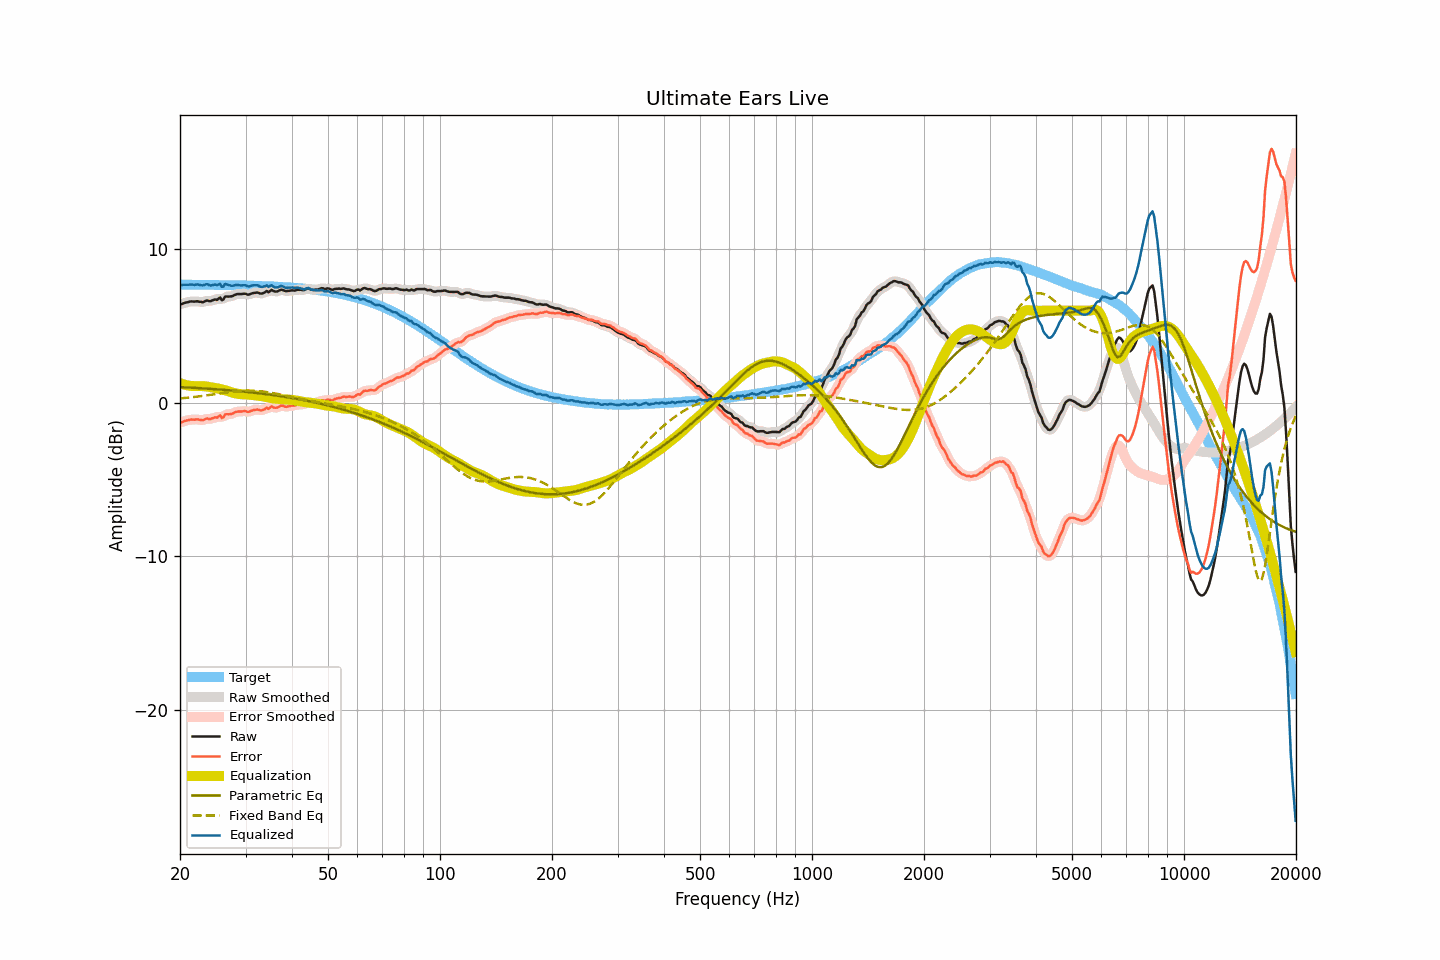 Ultimate Ears Live
10
0
−10
−20
Amplitude (dBr)
Target
Raw Smoothed
Error Smoothed
Raw
Error
Equalization
Parametric Eq
Fixed Band Eq
Equalized
20 50 100 200 500 1000 2000 5000 10000 20000
Frequency (Hz)